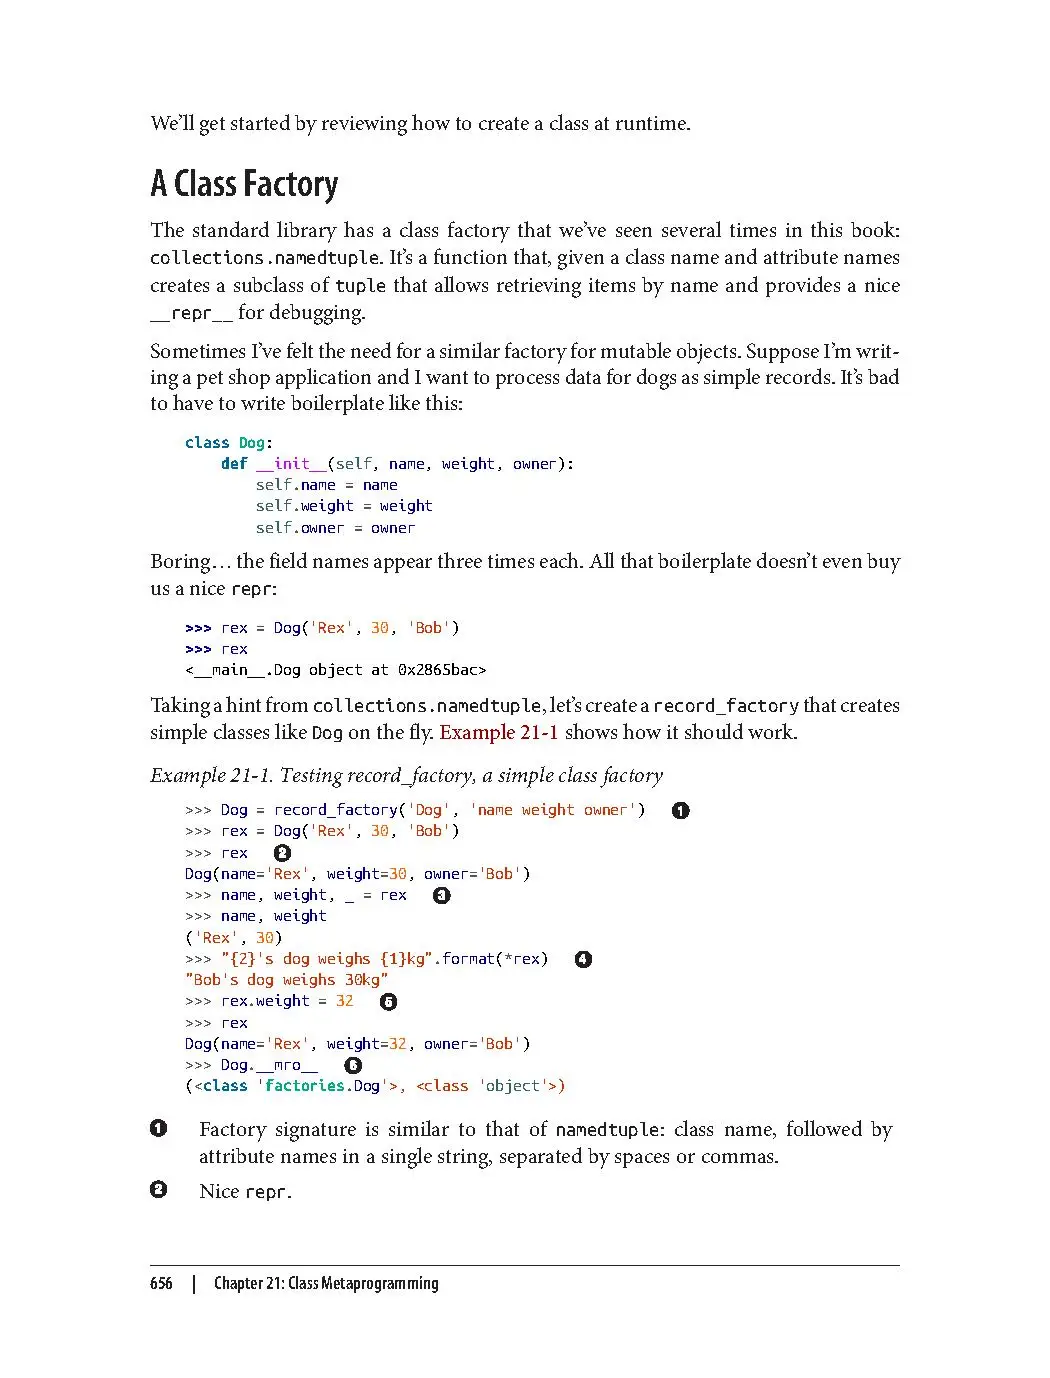 We’ll get started by reviewing how to create a class at runtime.
A Class Factory
The standard library has a class factory that we’ve seen several times in this book:
collections.namedtuple. It’s a function that, given a class name and attribute names
creates a subclass of tuple that allows retrieving items by name and provides a nice
__repr__ for debugging.
Sometimes I’ve felt the need for a similar factory for mutable objects. Suppose I’m writ-
ing a pet shop application and I want to process data for dogs as simple records. It’s bad
to have to write boilerplate like this:
class Dog:
    def __init__(self, name, weight, owner):
        self.name = name
        self.weight = weight
        self.owner = owner
Boring… the field names appear three times each. All that boilerplate doesn’t even buy
us a nice repr:
>>> rex = Dog('Rex', 30, 'Bob')
>>> rex
<__main__.Dog object at 0x2865bac>
Taking a hint from collections.namedtuple, let’s create a record_factory that creates
simple classes like Dog on the fly. Example 21-1 shows how it should work.
Example 21-1. Testing record_factory, a simple class factory
>>> Dog = record_factory('Dog', 'name weight owner') ❶
>>> rex = Dog('Rex', 30, 'Bob')
>>> rex ❷
Dog(name='Rex', weight=30, owner='Bob')
>>> name, weight, _ = rex ❸
>>> name, weight
('Rex', 30)
>>> "{2}'s dog weighs {1}kg".format(*rex) ❹
"Bob's dog weighs 30kg"
>>> rex.weight = 32 ❺
>>> rex
Dog(name='Rex', weight=32, owner='Bob')
>>> Dog.__mro__ ❻
(<class 'factories.Dog'>, <class 'object'>)
❶ Factory signature is similar to that of namedtuple: class name, followed by
attribute names in a single string, separated by spaces or commas.
❷ Nice repr.
656 | Chapter 21: Class Metaprogramming